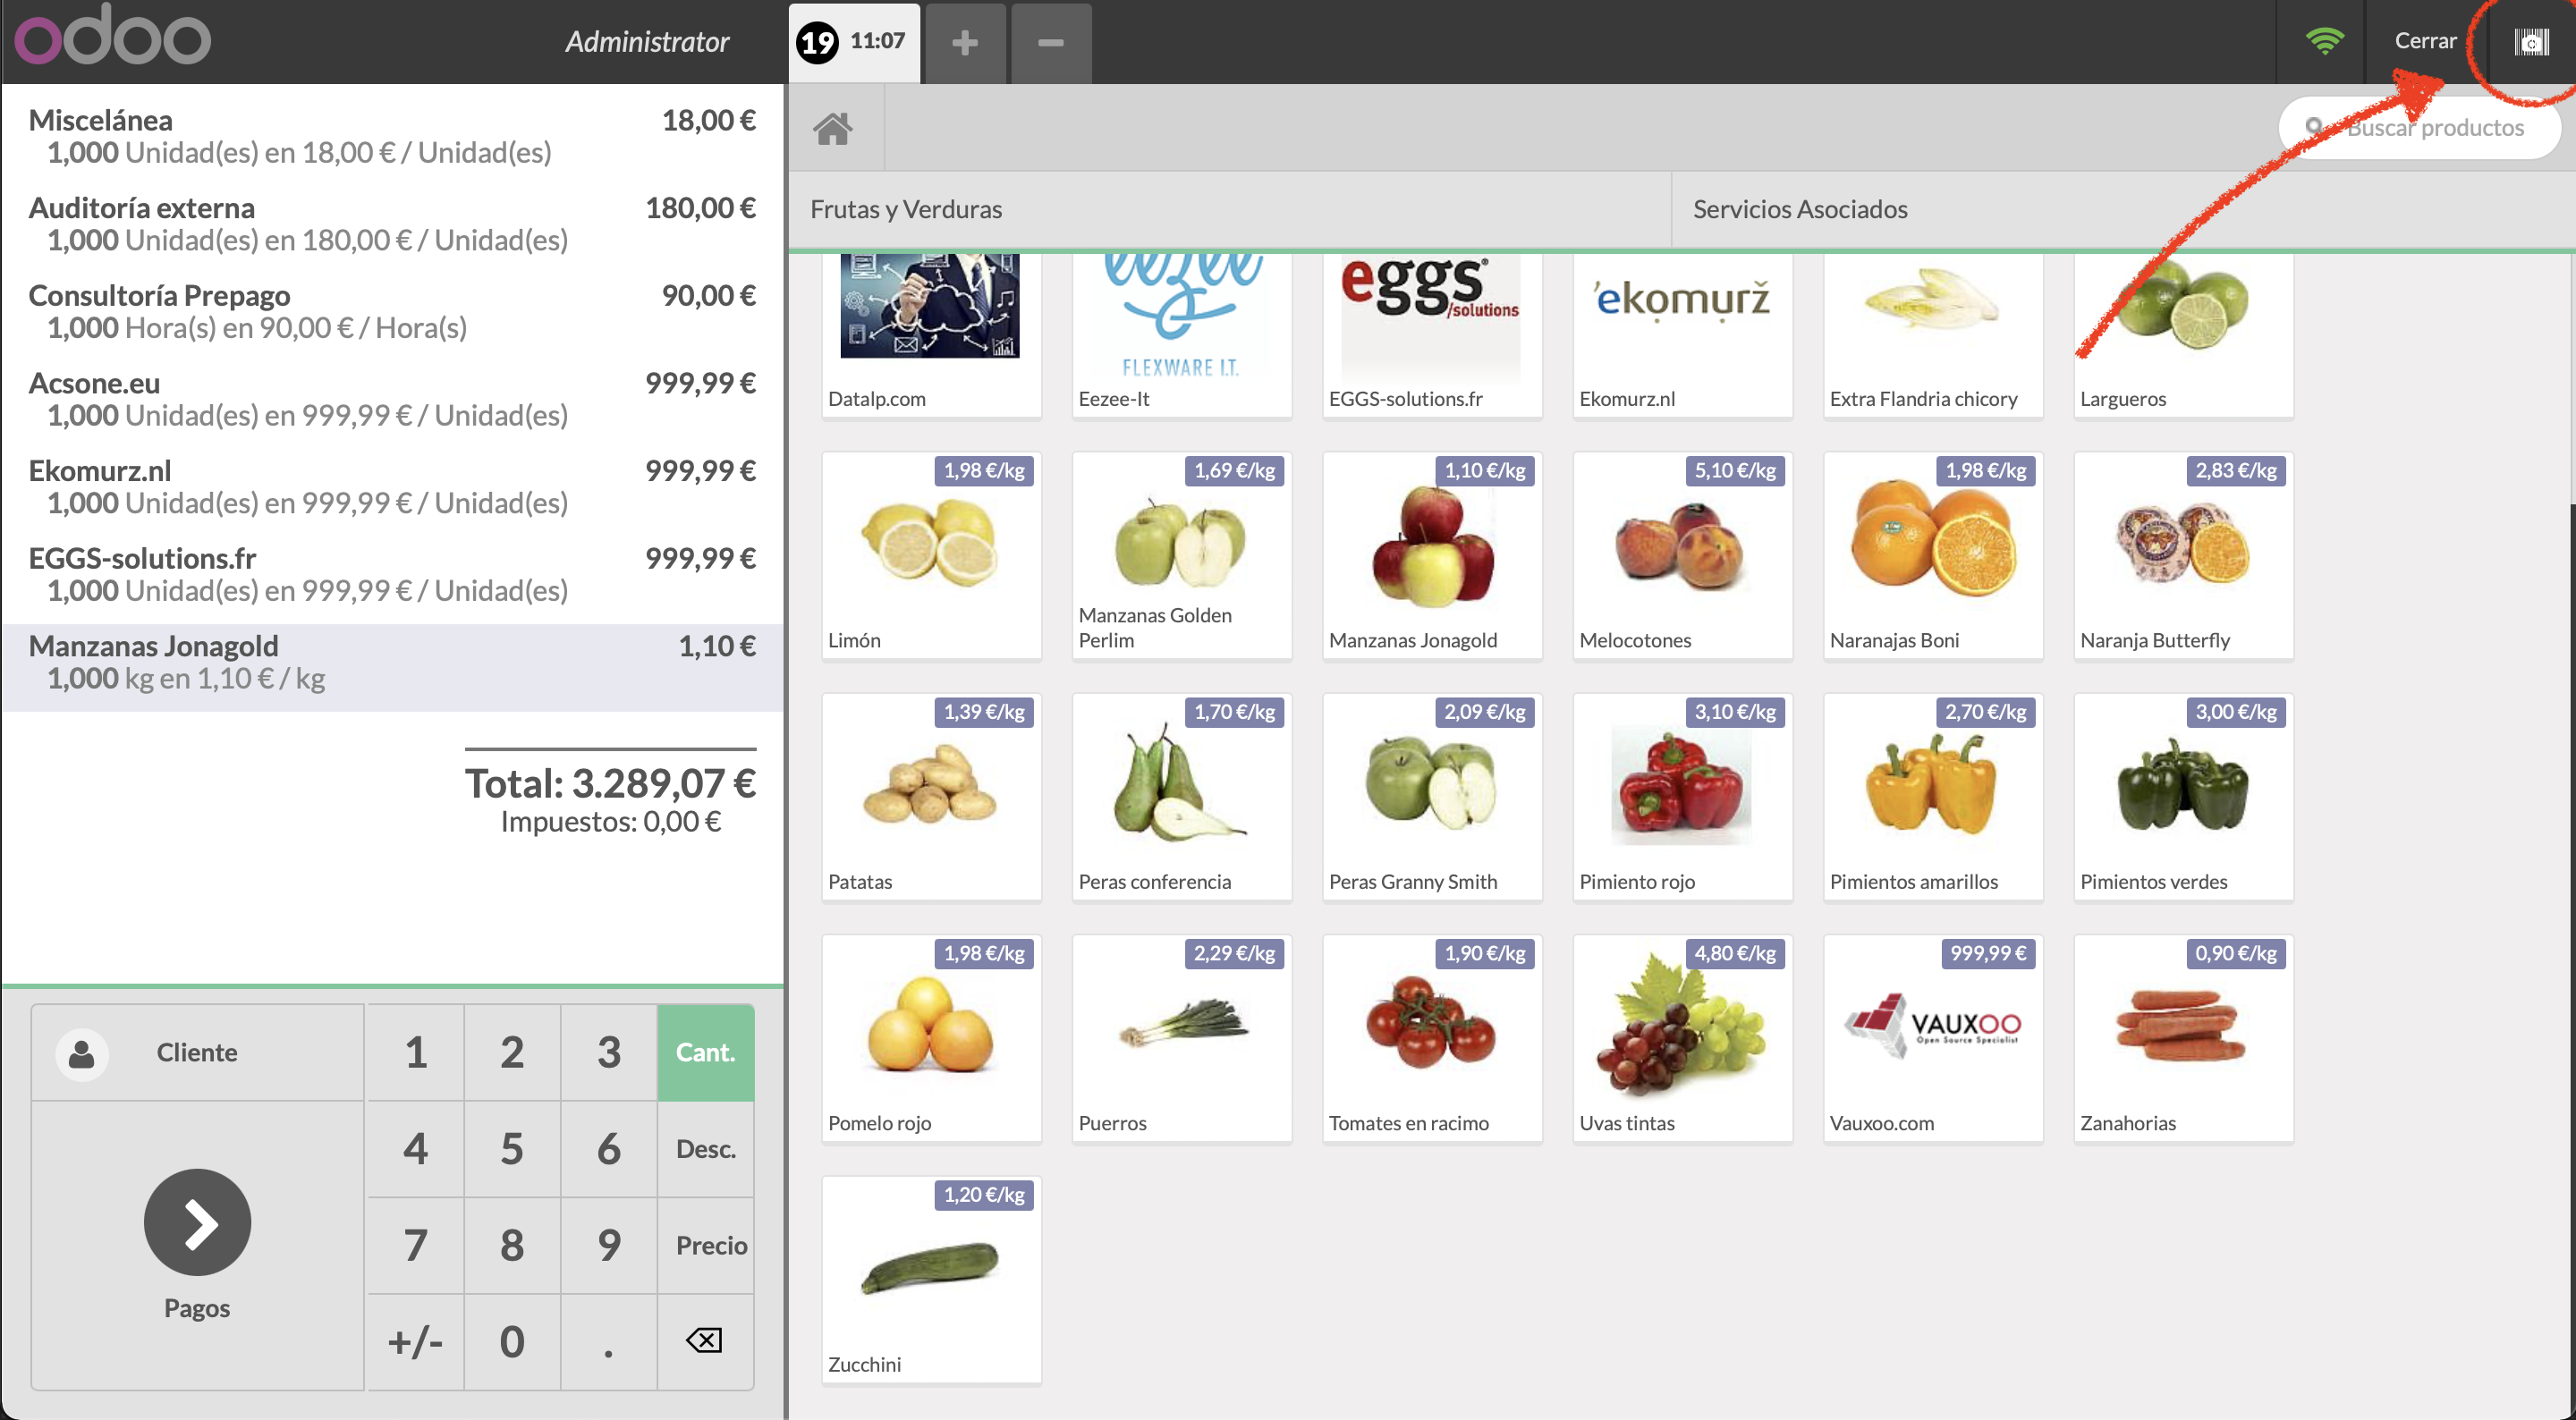 odoo
Administrator
19 11:07
+
−
Cerrar
Miscelánea 18,00 €
1,000 Unidad(es) en 18,00 € / Unidad(es)
Auditoría externa 180,00 €
1,000 Unidad(es) en 180,00 € / Unidad(es)
Consultoría Prepago 90,00 €
1,000 Hora(s) en 90,00 € / Hora(s)
Acsone.eu 999,99 €
1,000 Unidad(es) en 999,99 € / Unidad(es)
Ekomurz.nl 999,99 €
1,000 Unidad(es) en 999,99 € / Unidad(es)
EGGS-solutions.fr 999,99 €
1,000 Unidad(es) en 999,99 € / Unidad(es)
Manzanas Jonagold 1,10 €
1,000 kg en 1,10 € / kg
Total: 3.289,07 €
Impuestos: 0,00 €
Cliente
Pagos
1 2 3 Cant.
4 5 6 Desc.
7 8 9 Precio
+/- 0 .
Buscar productos
Frutas y Verduras
Servicios Asociados
eezee
FLEXWARE I.T.
eggs
/solutions
'ekomurž
Datalp.com
Eezee-It
EGGS-solutions.fr
Ekomurz.nl
Extra Flandria chicory
Largueros
1,98 €/kg
Limón
1,69 €/kg
Manzanas Golden
Perlim
1,10 €/kg
Manzanas Jonagold
5,10 €/kg
Melocotones
1,98 €/kg
Naranajas Boni
2,83 €/kg
Naranja Butterfly
1,39 €/kg
Patatas
1,70 €/kg
Peras conferencia
2,09 €/kg
Peras Granny Smith
3,10 €/kg
Pimiento rojo
2,70 €/kg
Pimientos amarillos
3,00 €/kg
Pimientos verdes
1,98 €/kg
Pomelo rojo
2,29 €/kg
Puerros
1,90 €/kg
Tomates en racimo
4,80 €/kg
Uvas tintas
999,99 €
VAUXOO
Open Source Specialist
Vauxoo.com
0,90 €/kg
Zanahorias
1,20 €/kg
Zucchini